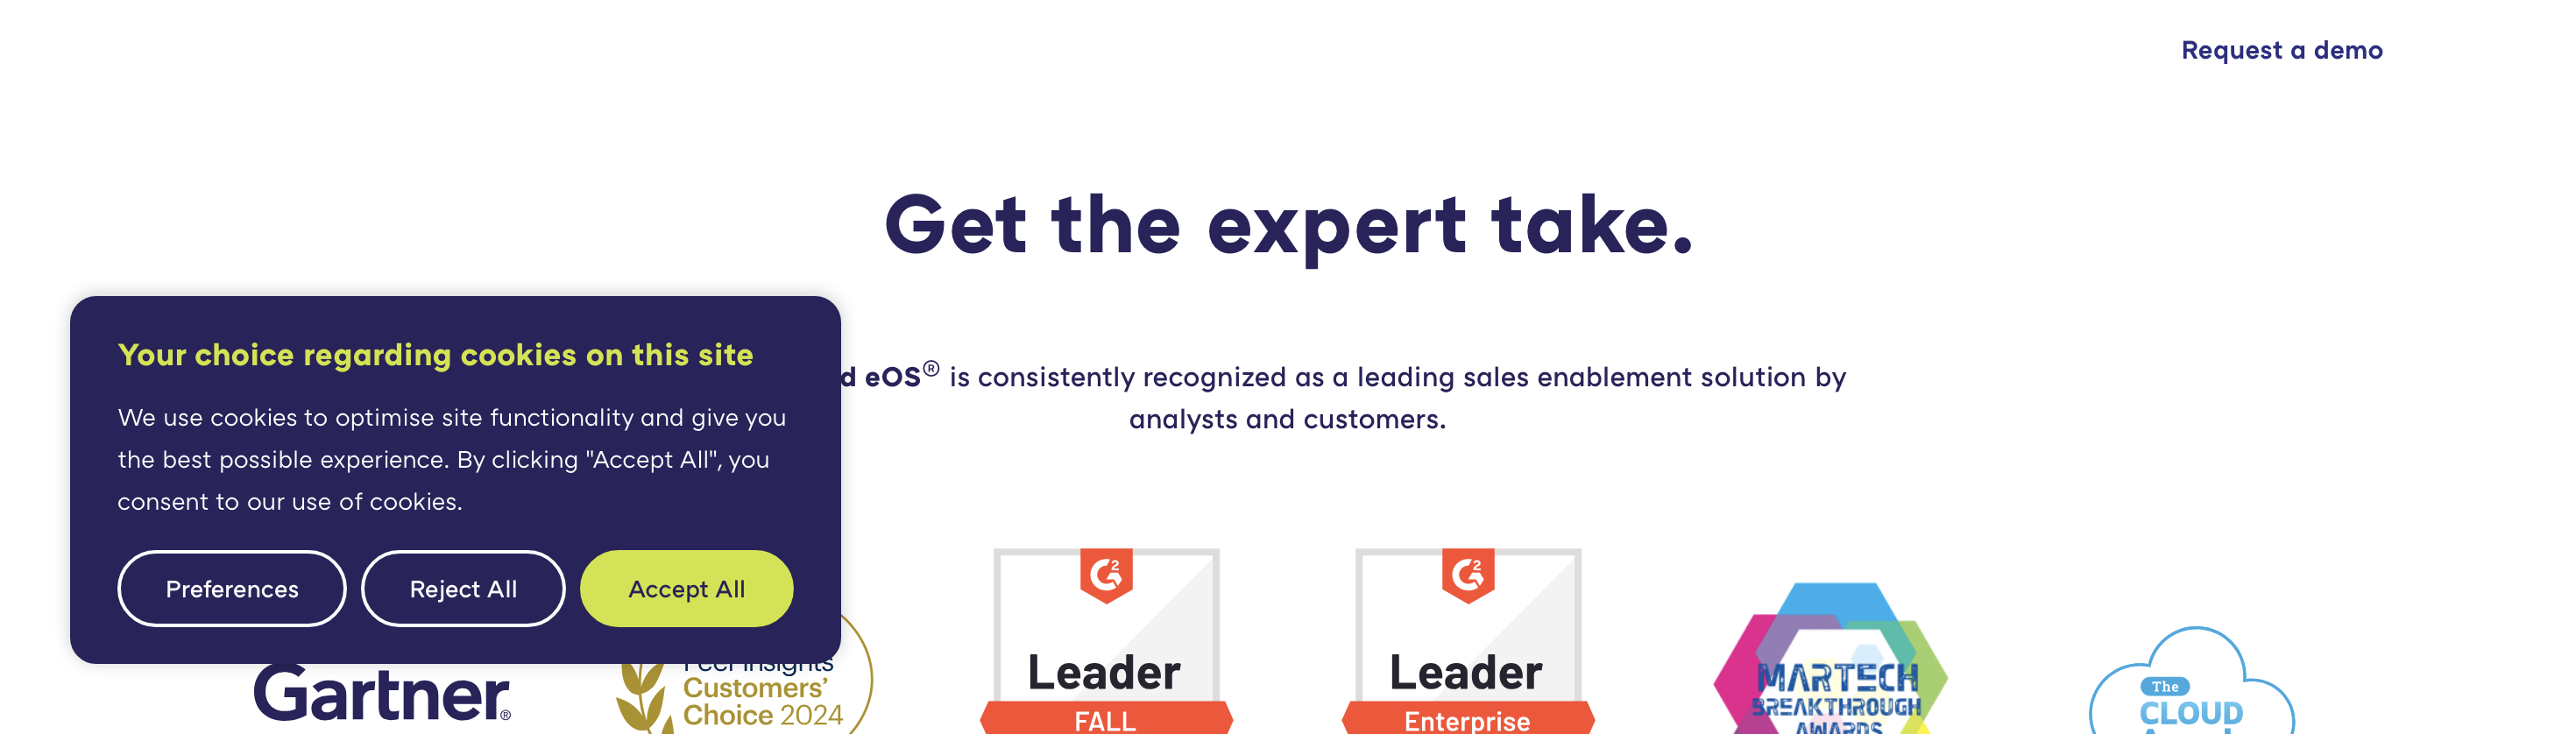 Request a demo
Get the expert take.
Your choice regarding cookies on this site
We use cookies to optimise site functionality and give you
the best possible experience. By clicking "Accept All", you
consent to our use of cookies.
Preferences
Reject All
Accept All
d eOS® is consistently recognized as a leading sales enablement solution by
analysts and customers.
Gartner®
Peer Insights
Customers'
Choice 2024
G2
Leader
FALL
G2
Leader
Enterprise
MARTECH
BREAKTHROUGH
AWARDS
The
CLOUD